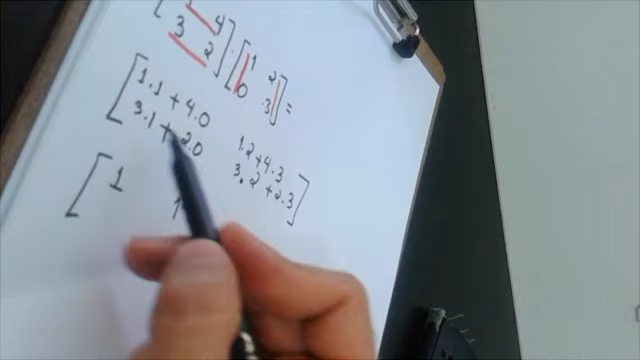 [1 4] . [1 2] =
[3 2] [0 3]
[1.1 + 4.0 1.2 + 4.3]
[3.1 + 2.0 3.2 + 2.3]
[1 1